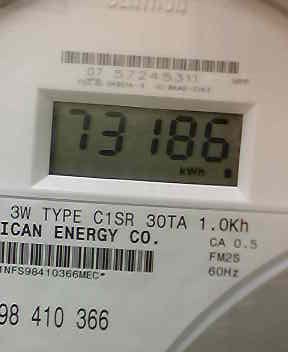 07 57245311
73186
kWh
3W TYPE C1SR 30TA 1.0Kh
ICAN ENERGY CO.
CA 0.5
FM2S
60Hz
1NFS98410366MEC*
98 410 366